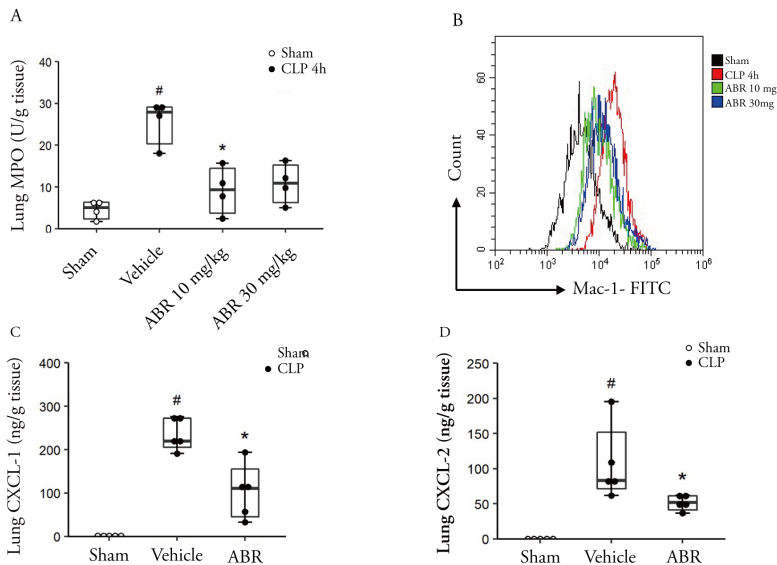 A
Sham
CLP 4h
Lung MPO (U/g tissue)
40
30
20
10
0
#
*
Sham
Vehicle
ABR 10 mg/kg
ABR 30 mg/kg
B
Sham
CLP 4h
ABR 10 mg
ABR 30mg
Count
60
40
20
0
10² 10³ 10⁴ 10⁵ 10⁶
Mac-1- FITC
C
Sham
CLP
Lung CXCL-1 (ng/g tissue)
400
300
200
100
0
#
*
Sham Vehicle ABR
D
Sham
CLP
Lung CXCL-2 (ng/g tissue)
250
200
150
100
50
0
#
*
Sham Vehicle ABR